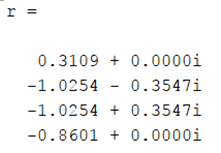 r =
0.3109 + 0.0000i
-1.0254 - 0.3547i
-1.0254 + 0.3547i
-0.8601 + 0.0000i